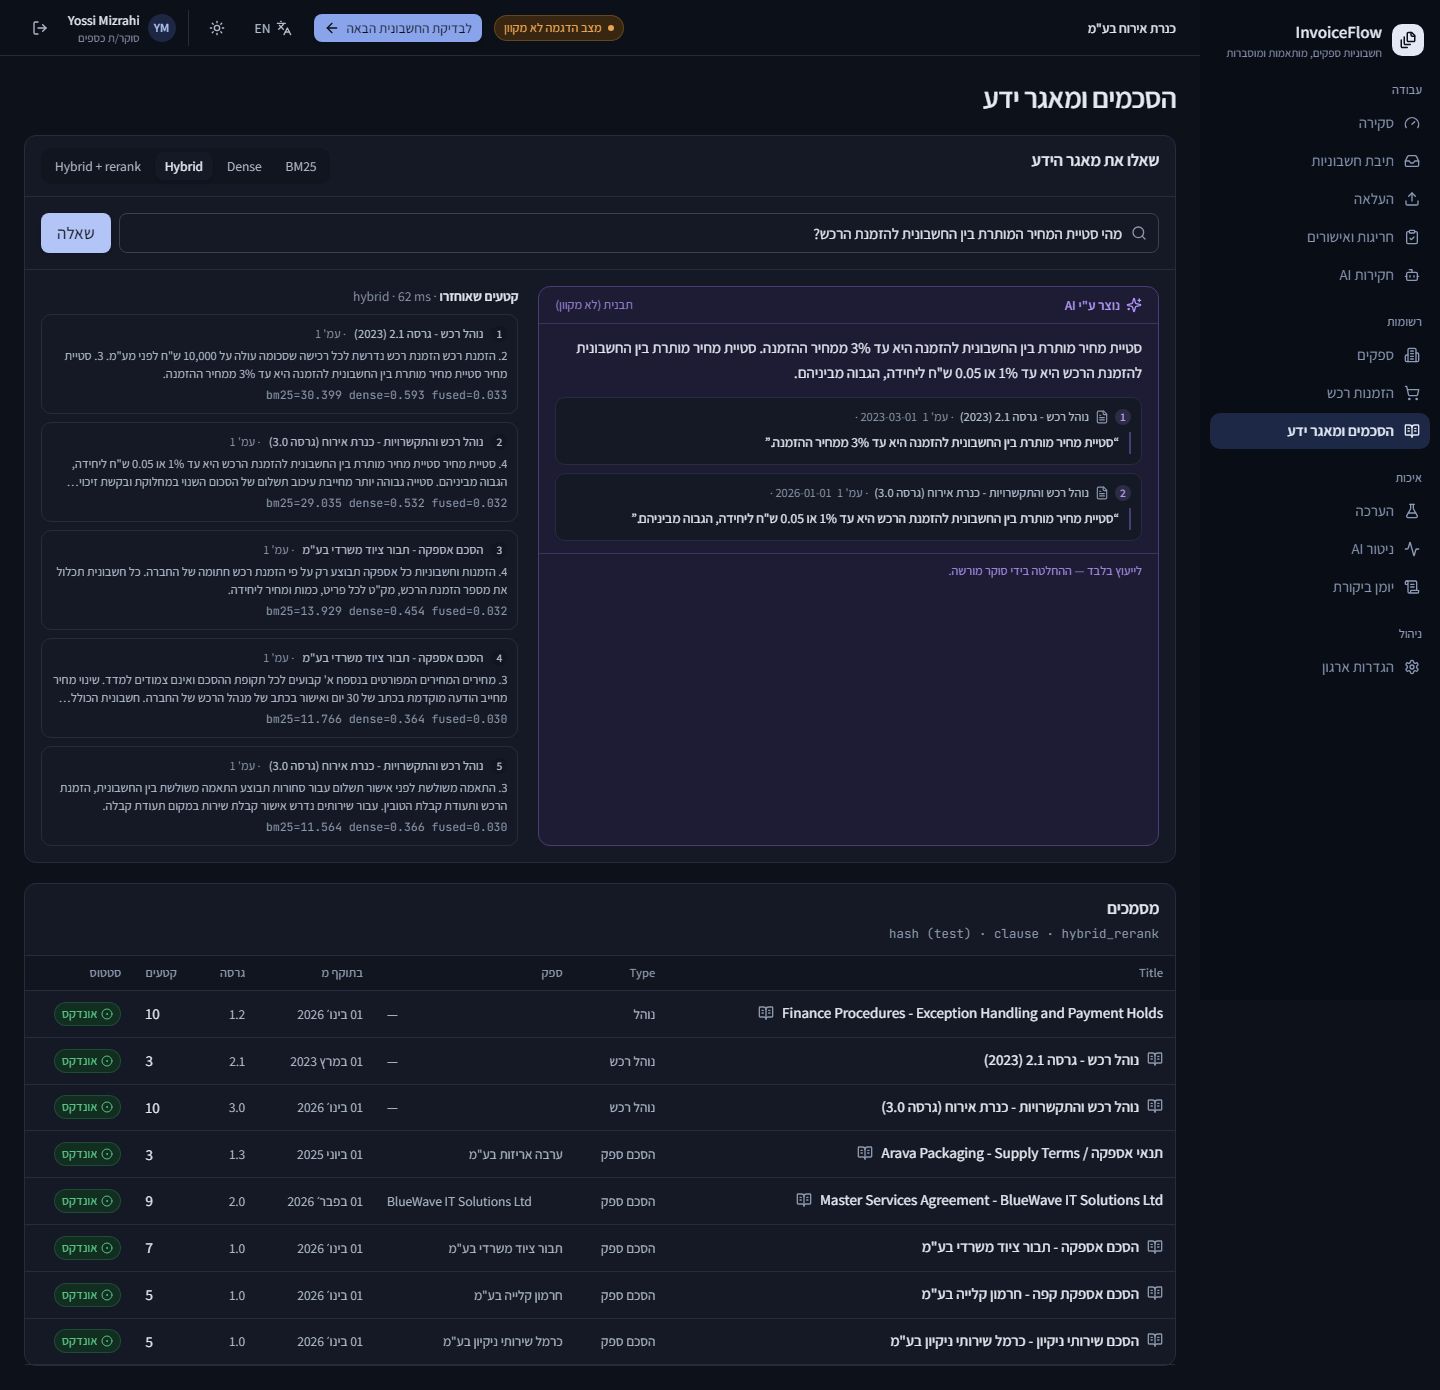 InvoiceFlow
חשבוניות ספקים, מותאמות ומוסברות
עבודה
סקירה
תיבת חשבוניות
העלאה
חריגות ואישורים
חקירות AI
רשומות
ספקים
הזמנות רכש
הסכמים ומאגר ידע
איכות
הערכה
ניטור AI
יומן ביקורת
ניהול
הגדרות ארגון
כנרת אירוח בע"מ
מצב הדגמה לא מקוון
לבדיקת החשבונית הבאה
EN
YM
Yossi Mizrahi
סוקר/ת כספים
הסכמים ומאגר ידע
שאלו את מאגר הידע
BM25
Dense
Hybrid
Hybrid + rerank
מהי סטיית המחיר המותרת בין החשבונית להזמנת הרכש?
שאלה
נוצר ע"י AI
תבנית (לא מקוון)
סטיית מחיר מותרת בין החשבונית להזמנה היא עד 3% ממחיר ההזמנה. סטיית מחיר מותרת בין החשבונית
להזמנת הרכש היא עד 1% או 0.05 ש"ח ליחידה, הגבוה מביניהם.
1 נוהל רכש - גרסה 2.1 (2023) · עמ' 1 2023-03-01 ·
“סטיית מחיר מותרת בין החשבונית להזמנה היא עד 3% ממחיר ההזמנה.”
2 נוהל רכש והתקשרויות - כנרת אירוח (גרסה 3.0) · עמ' 1 2026-01-01 ·
“סטיית מחיר מותרת בין החשבונית להזמנת הרכש היא עד 1% או 0.05 ש"ח ליחידה, הגבוה מביניהם.”
לייעוץ בלבד — ההחלטה בידי סוקר מורשה.
קטעים שאוחזרו · hybrid · 62 ms
1 נוהל רכש - גרסה 2.1 (2023) · עמ' 1
2. הזמנת רכש הזמנת רכש נדרשת לכל רכישה שסכומה עולה על 10,000 ש"ח לפני מע"מ. 3. סטיית
מחיר סטיית מחיר מותרת בין החשבונית להזמנה היא עד 3% ממחיר ההזמנה.
bm25=30.399 dense=0.593 fused=0.033
2 נוהל רכש והתקשרויות - כנרת אירוח (גרסה 3.0) · עמ' 1
4. סטיית מחיר סטיית מחיר מותרת בין החשבונית להזמנת הרכש היא עד 1% או 0.05 ש"ח ליחידה,
הגבוה מביניהם. סטייה גבוהה יותר מחייבת עיכוב תשלום של הסכום השנוי במחלוקת ובקשת זיכוי…
bm25=29.035 dense=0.532 fused=0.032
3 הסכם אספקה - תבור ציוד משרדי בע"מ · עמ' 1
4. הזמנות וחשבוניות כל אספקה תבוצע רק על פי הזמנת רכש חתומה של החברה. כל חשבונית תכלול
את מספר הזמנת הרכש, מק"ט לכל פריט, כמות ומחיר ליחידה.
bm25=13.929 dense=0.454 fused=0.032
4 הסכם אספקה - תבור ציוד משרדי בע"מ · עמ' 1
3. מחירים המחירים המפורטים בנספח א' קבועים לכל תקופת ההסכם ואינם צמודים למדד. שינוי מחיר
מחייב הודעה מוקדמת בכתב של 30 יום ואישור בכתב של מנהל הרכש של החברה. חשבונית הכוללת…
bm25=11.766 dense=0.364 fused=0.030
5 נוהל רכש והתקשרויות - כנרת אירוח (גרסה 3.0) · עמ' 1
3. התאמה משולשת לפני אישור תשלום עבור סחורות תבוצע התאמה משולשת בין החשבונית, הזמנת
הרכש ותעודת קבלת הטובין. עבור שירותים נדרש אישור קבלת שירות במקום תעודת קבלה.
bm25=11.564 dense=0.366 fused=0.030
מסמכים
hash (test) · clause · hybrid_rerank
Title Type ספק בתוקף מ גרסה קטעים סטטוס
Finance Procedures - Exception Handling and Payment Holds נוהל — 01 בינו׳ 2026 1.2 10 אונדקס
נוהל רכש - גרסה 2.1 (2023) נוהל רכש — 01 במרץ 2023 2.1 3 אונדקס
נוהל רכש והתקשרויות - כנרת אירוח (גרסה 3.0) נוהל רכש — 01 בינו׳ 2026 3.0 10 אונדקס
תנאי אספקה / Arava Packaging - Supply Terms הסכם ספק ערבה אריזות בע"מ 01 ביוני 2025 1.3 3 אונדקס
Master Services Agreement - BlueWave IT Solutions Ltd הסכם ספק BlueWave IT Solutions Ltd 01 בפבר׳ 2026 2.0 9 אונדקס
הסכם אספקה - תבור ציוד משרדי בע"מ הסכם ספק תבור ציוד משרדי בע"מ 01 בינו׳ 2026 1.0 7 אונדקס
הסכם אספקת קפה - חרמון קלייה בע"מ הסכם ספק חרמון קלייה בע"מ 01 בינו׳ 2026 1.0 5 אונדקס
הסכם שירותי ניקיון - כרמל שירותי ניקיון בע"מ הסכם ספק כרמל שירותי ניקיון בע"מ 01 בינו׳ 2026 1.0 5 אונדקס